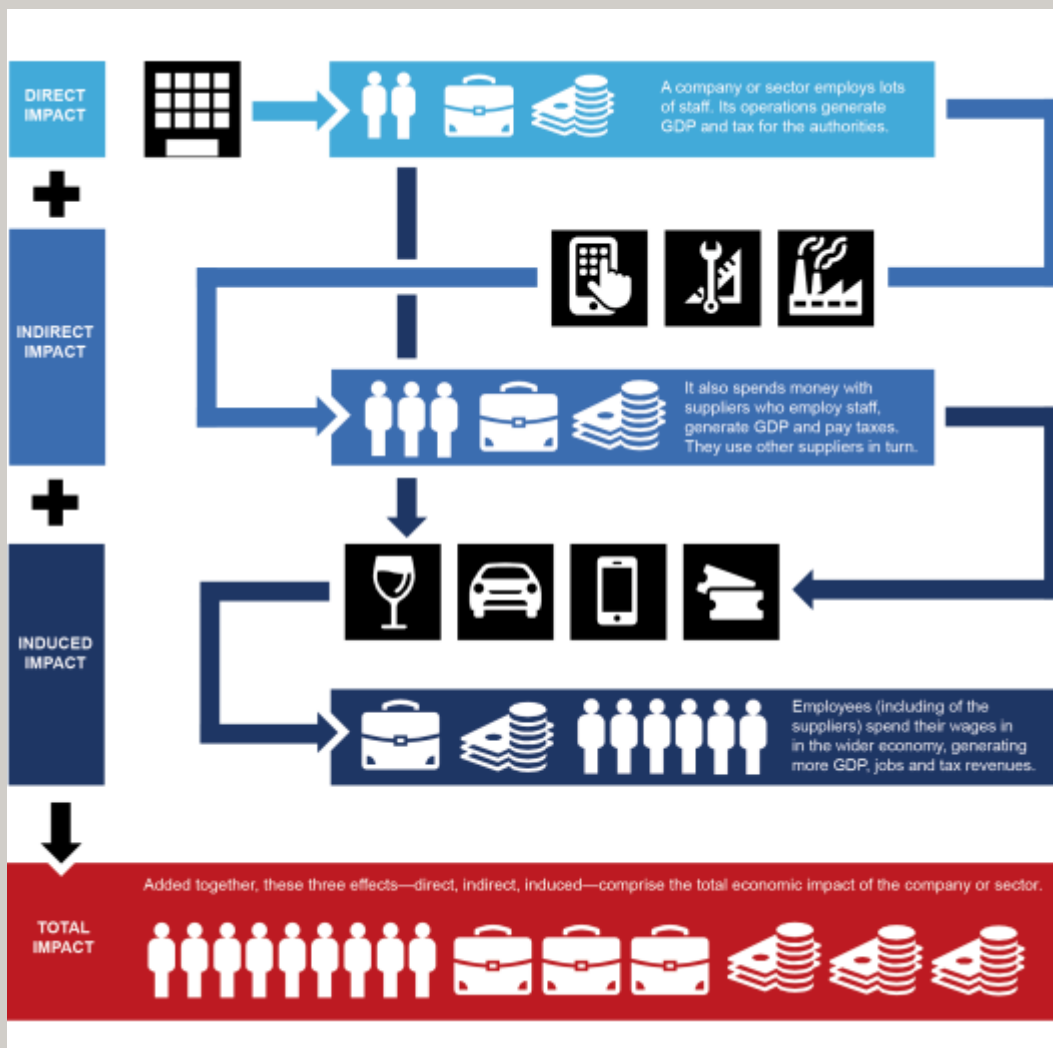 DIRECT
IMPACT
A company or sector employs lots
of staff. Its operations generate
GDP and tax for the authorities.
INDIRECT
IMPACT
It also spends money with
suppliers who employ staff,
generate GDP and pay taxes.
They use other suppliers in turn.
INDUCED
IMPACT
Employees (including of the
suppliers) spend their wages in
in the wider economy, generating
more GDP, jobs and tax revenues.
Added together, these three effects—direct, indirect, induced—comprise the total economic impact of the company or sector.
TOTAL
IMPACT